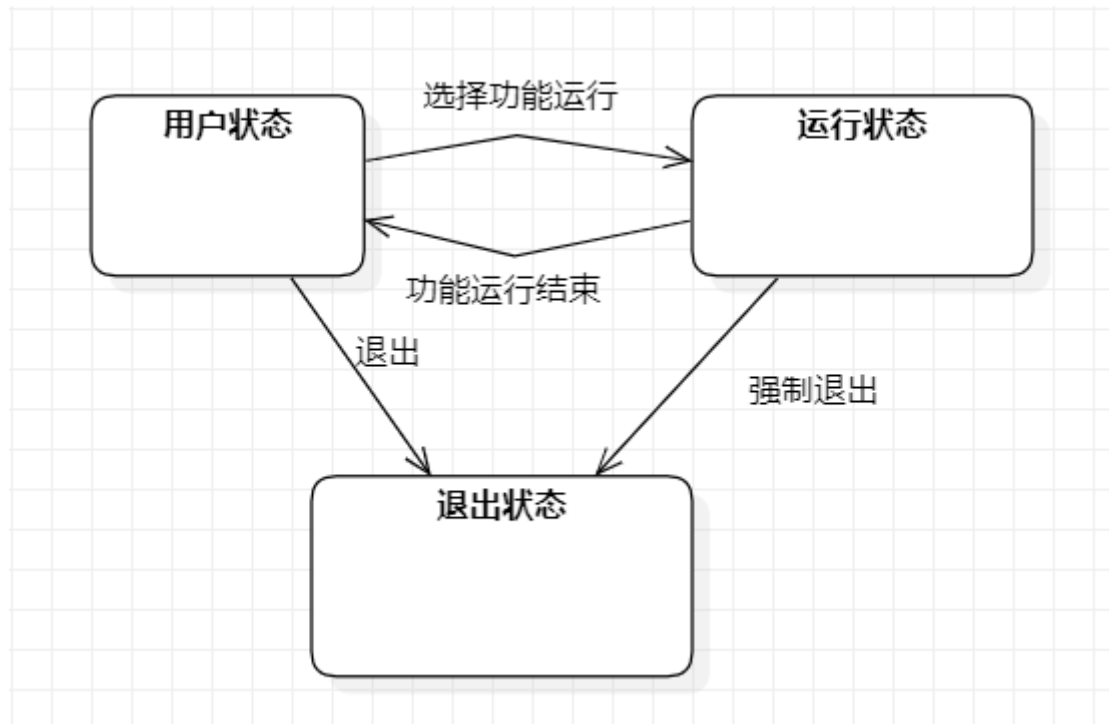 选择功能运行
用户状态
运行状态
功能运行结束
退出
强制退出
退出状态